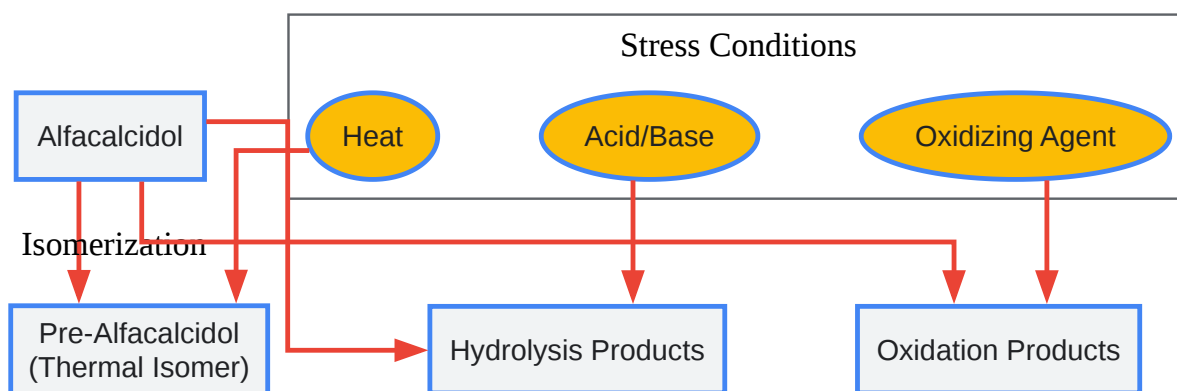 Stress Conditions
Alfacalcidol
Heat
Acid/Base
Oxidizing Agent
Isomerization
Pre-Alfacalcidol
(Thermal Isomer)
Hydrolysis Products
Oxidation Products